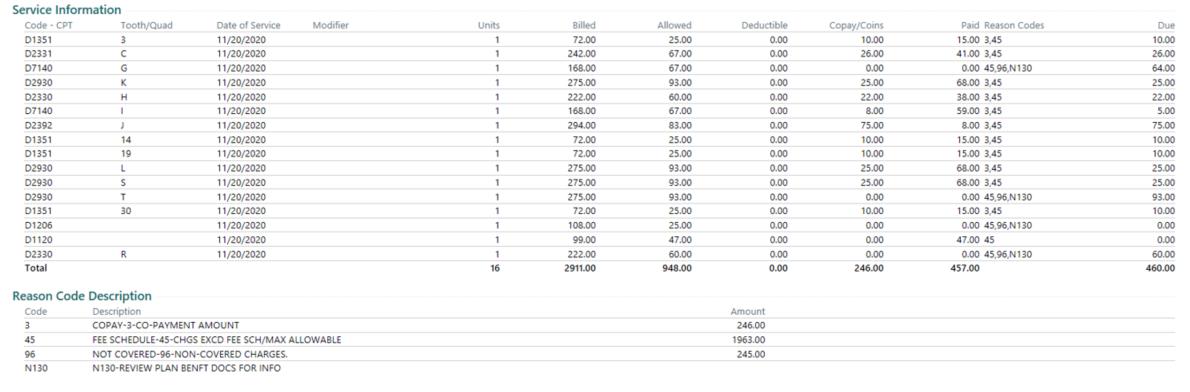 Service Information
Code - CPT Tooth/Quad Date of Service Modifier Units Billed Allowed Deductible Copay/Coins Paid Reason Codes Due
D1351 3 11/20/2020 1 72.00 25.00 0.00 10.00 15.00 3,45 10.00
D2331 C 11/20/2020 1 242.00 67.00 0.00 26.00 41.00 3,45 26.00
D7140 G 11/20/2020 1 168.00 67.00 0.00 0.00 0.00 45,96,N130 64.00
D2930 K 11/20/2020 1 275.00 93.00 0.00 25.00 68.00 3,45 25.00
D2330 H 11/20/2020 1 222.00 60.00 0.00 22.00 38.00 3,45 22.00
D7140 I 11/20/2020 1 168.00 67.00 0.00 8.00 59.00 3,45 5.00
D2392 J 11/20/2020 1 294.00 83.00 0.00 75.00 8.00 3,45 75.00
D1351 14 11/20/2020 1 72.00 25.00 0.00 10.00 15.00 3,45 10.00
D1351 19 11/20/2020 1 72.00 25.00 0.00 10.00 15.00 3,45 10.00
D2930 L 11/20/2020 1 275.00 93.00 0.00 25.00 68.00 3,45 25.00
D2930 S 11/20/2020 1 275.00 93.00 0.00 25.00 68.00 3,45 25.00
D2930 T 11/20/2020 1 275.00 93.00 0.00 0.00 0.00 45,96,N130 93.00
D1351 30 11/20/2020 1 72.00 25.00 0.00 10.00 15.00 3,45 10.00
D1206 11/20/2020 1 108.00 25.00 0.00 0.00 0.00 45,96,N130 0.00
D1120 11/20/2020 1 99.00 47.00 0.00 0.00 47.00 45 0.00
D2330 R 11/20/2020 1 222.00 60.00 0.00 0.00 0.00 45,96,N130 60.00
Total 16 2911.00 948.00 0.00 246.00 457.00 460.00
Reason Code Description
Code Description Amount
3 COPAY-3-CO-PAYMENT AMOUNT 246.00
45 FEE SCHEDULE-45-CHGS EXCD FEE SCH/MAX ALLOWABLE 1963.00
96 NOT COVERED-96-NON-COVERED CHARGES. 245.00
N130 N130-REVIEW PLAN BENFT DOCS FOR INFO